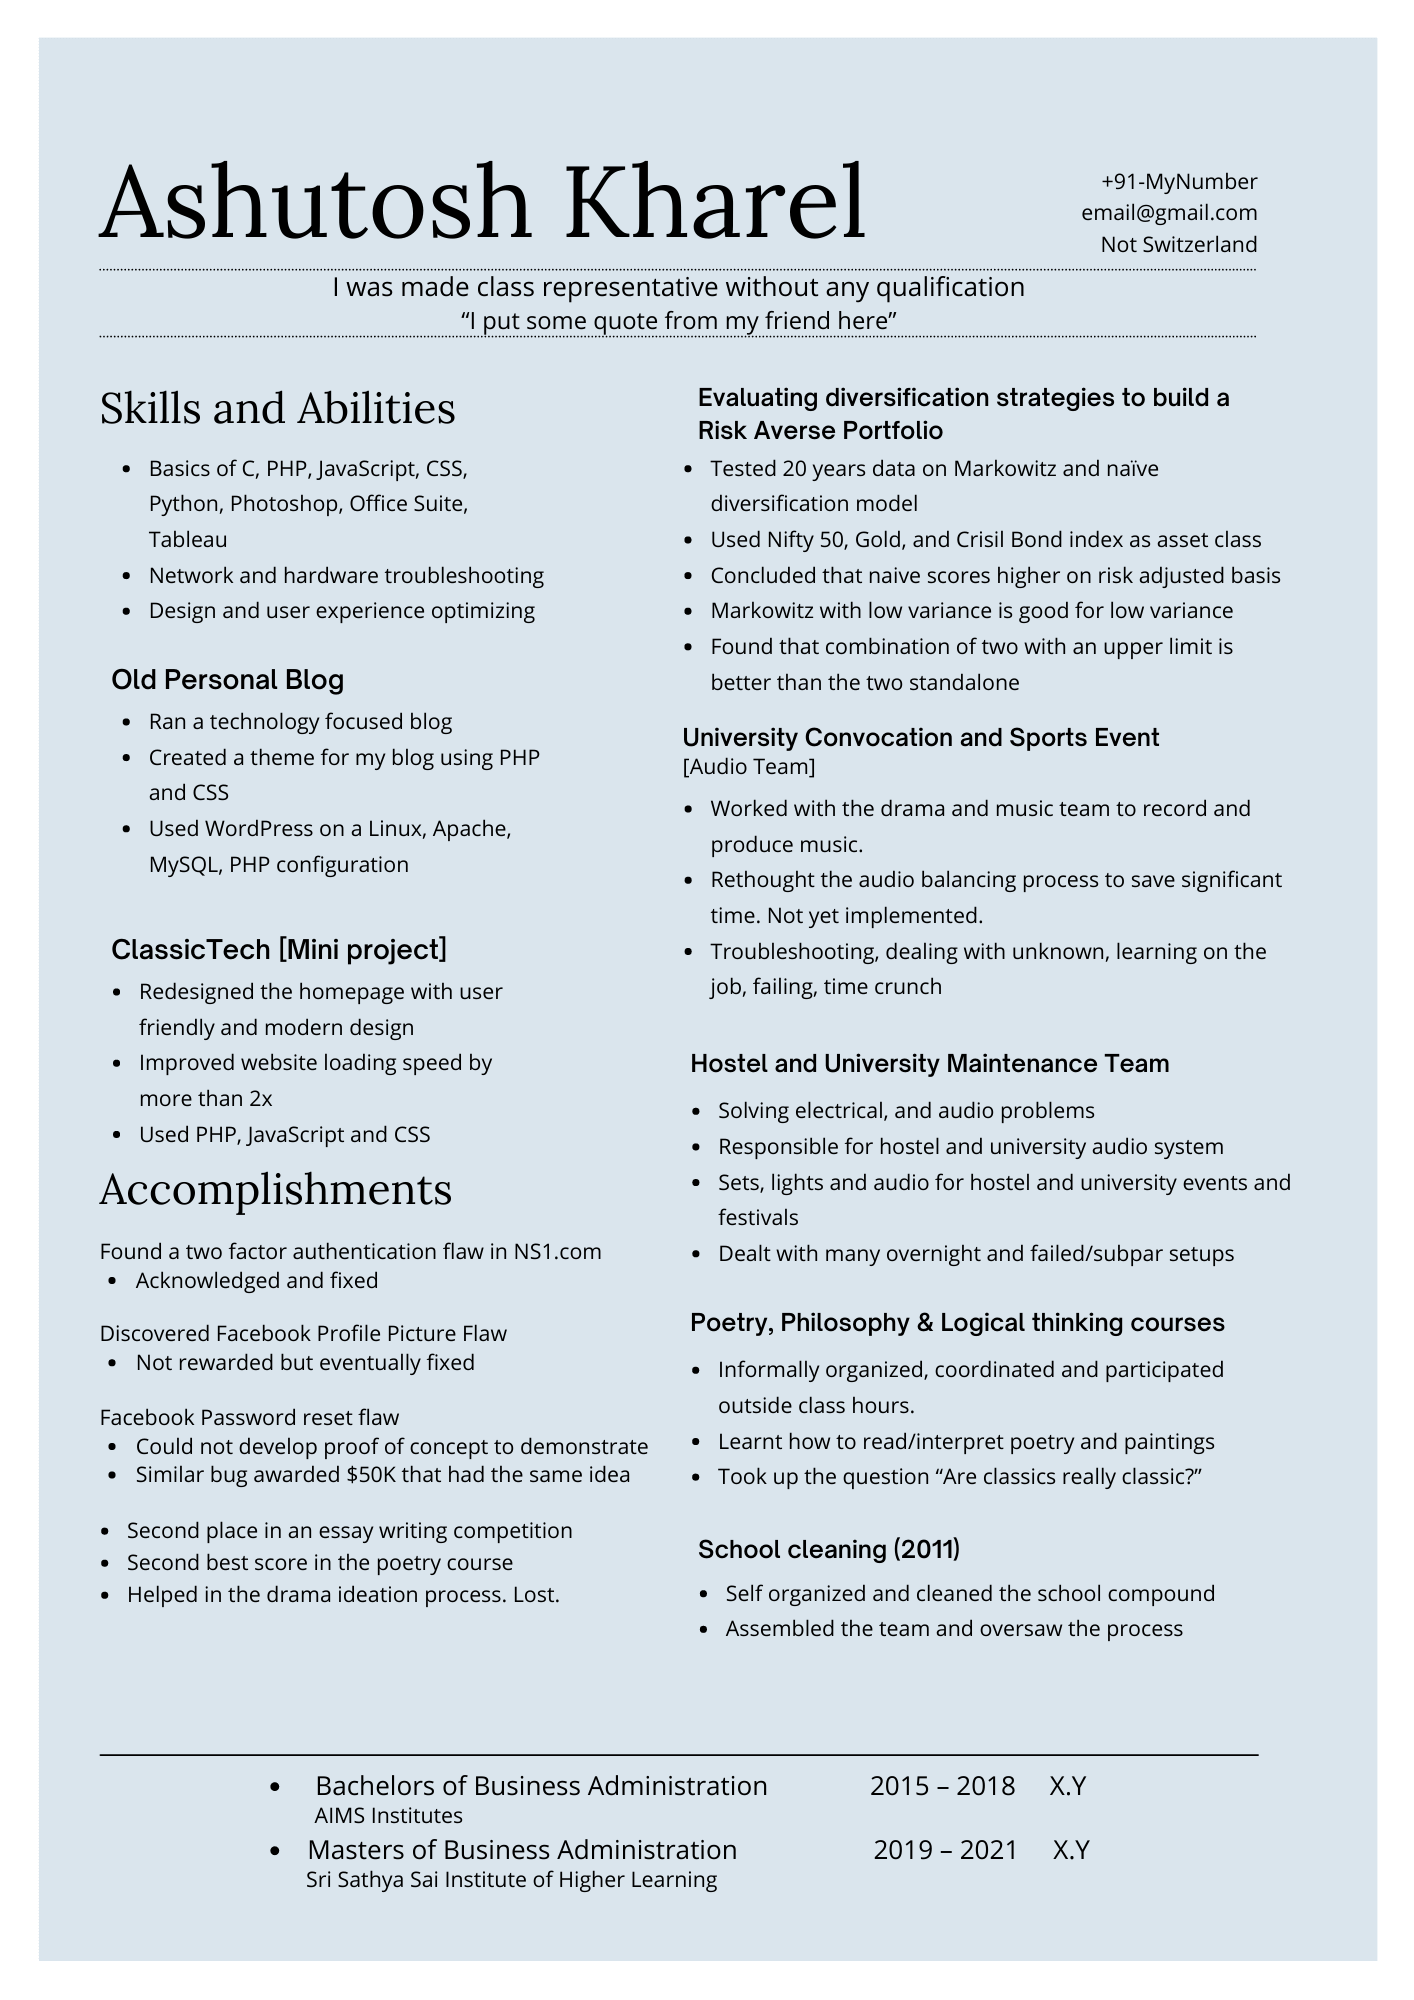 Ashutosh Kharel
+91-MyNumber
email@gmail.com
Not Switzerland
I was made class representative without any qualification
“I put some quote from my friend here”
Skills and Abilities
• Basics of C, PHP, JavaScript, CSS,
Python, Photoshop, Office Suite,
Tableau
• Network and hardware troubleshooting
• Design and user experience optimizing
Old Personal Blog
• Ran a technology focused blog
• Created a theme for my blog using PHP
and CSS
• Used WordPress on a Linux, Apache,
MySQL, PHP configuration
ClassicTech [Mini project]
• Redesigned the homepage with user
friendly and modern design
• Improved website loading speed by
more than 2x
• Used PHP, JavaScript and CSS
Accomplishments
Found a two factor authentication flaw in NS1.com
• Acknowledged and fixed
Discovered Facebook Profile Picture Flaw
• Not rewarded but eventually fixed
Facebook Password reset flaw
• Could not develop proof of concept to demonstrate
• Similar bug awarded $50K that had the same idea
• Second place in an essay writing competition
• Second best score in the poetry course
• Helped in the drama ideation process. Lost.
Evaluating diversification strategies to build a
Risk Averse Portfolio
• Tested 20 years data on Markowitz and naïve
diversification model
• Used Nifty 50, Gold, and Crisil Bond index as asset class
• Concluded that naive scores higher on risk adjusted basis
• Markowitz with low variance is good for low variance
• Found that combination of two with an upper limit is
better than the two standalone
University Convocation and Sports Event
[Audio Team]
• Worked with the drama and music team to record and
produce music.
• Rethought the audio balancing process to save significant
time. Not yet implemented.
• Troubleshooting, dealing with unknown, learning on the
job, failing, time crunch
Hostel and University Maintenance Team
• Solving electrical, and audio problems
• Responsible for hostel and university audio system
• Sets, lights and audio for hostel and university events and
festivals
• Dealt with many overnight and failed/subpar setups
Poetry, Philosophy & Logical thinking courses
• Informally organized, coordinated and participated
outside class hours.
• Learnt how to read/interpret poetry and paintings
• Took up the question “Are classics really classic?”
School cleaning (2011)
• Self organized and cleaned the school compound
• Assembled the team and oversaw the process
• Bachelors of Business Administration 2015 – 2018 X.Y
AIMS Institutes
• Masters of Business Administration 2019 – 2021 X.Y
Sri Sathya Sai Institute of Higher Learning